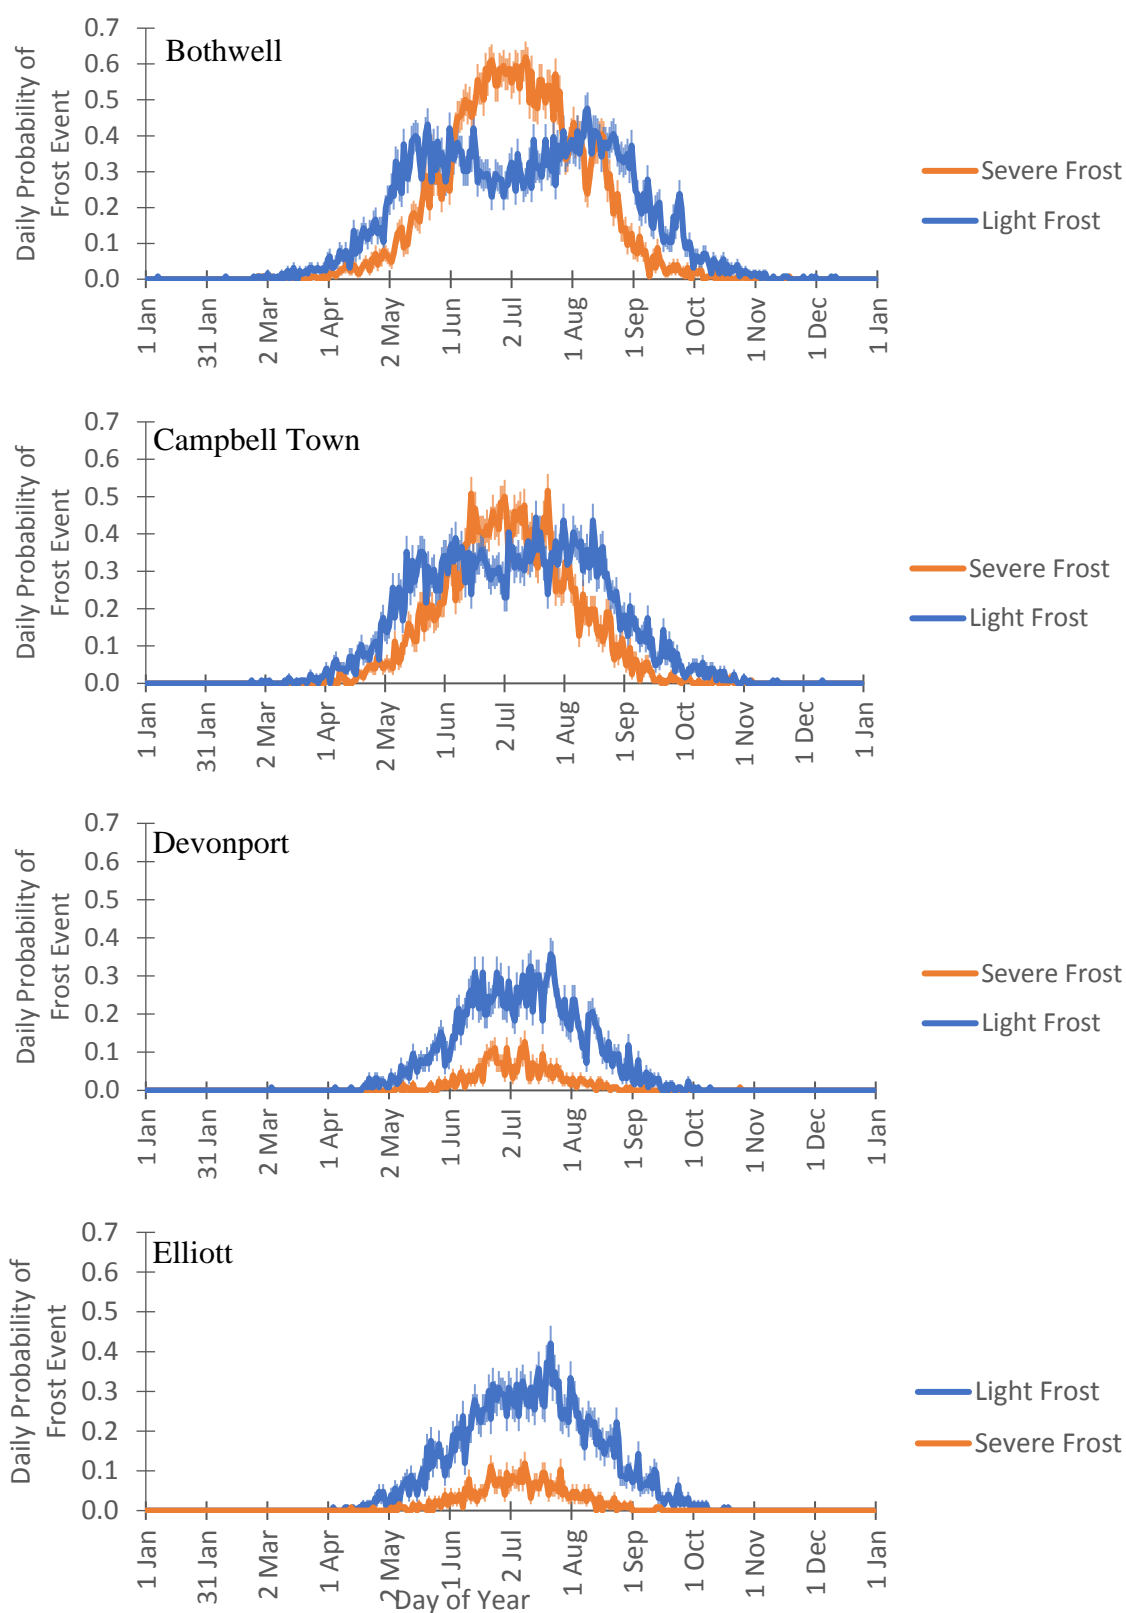 Bothwell
Daily Probability of
Frost Event
0.7
0.6
0.5
0.4
0.3
0.2
0.1
0.0
1 Jan
31 Jan
2 Mar
1 Apr
2 May
1 Jun
2 Jul
1 Aug
1 Sep
1 Oct
1 Nov
1 Dec
1 Jan
Severe Frost
Light Frost
Campbell Town
Daily Probability of
Frost Event
0.7
0.6
0.5
0.4
0.3
0.2
0.1
0.0
1 Jan
31 Jan
2 Mar
1 Apr
2 May
1 Jun
2 Jul
1 Aug
1 Sep
1 Oct
1 Nov
1 Dec
1 Jan
Severe Frost
Light Frost
Devonport
Daily Probability of
Frost Event
0.7
0.6
0.5
0.4
0.3
0.2
0.1
0.0
1 Jan
31 Jan
2 Mar
1 Apr
2 May
1 Jun
2 Jul
1 Aug
1 Sep
1 Oct
1 Nov
1 Dec
1 Jan
Severe Frost
Light Frost
Elliott
Daily Probability of
Frost Event
0.7
0.6
0.5
0.4
0.3
0.2
0.1
0.0
1 Jan
31 Jan
2 Mar
1 Apr
2 May
1 Jun
2 Jul
1 Aug
1 Sep
1 Oct
1 Nov
1 Dec
1 Jan
Day of Year
Light Frost
Severe Frost